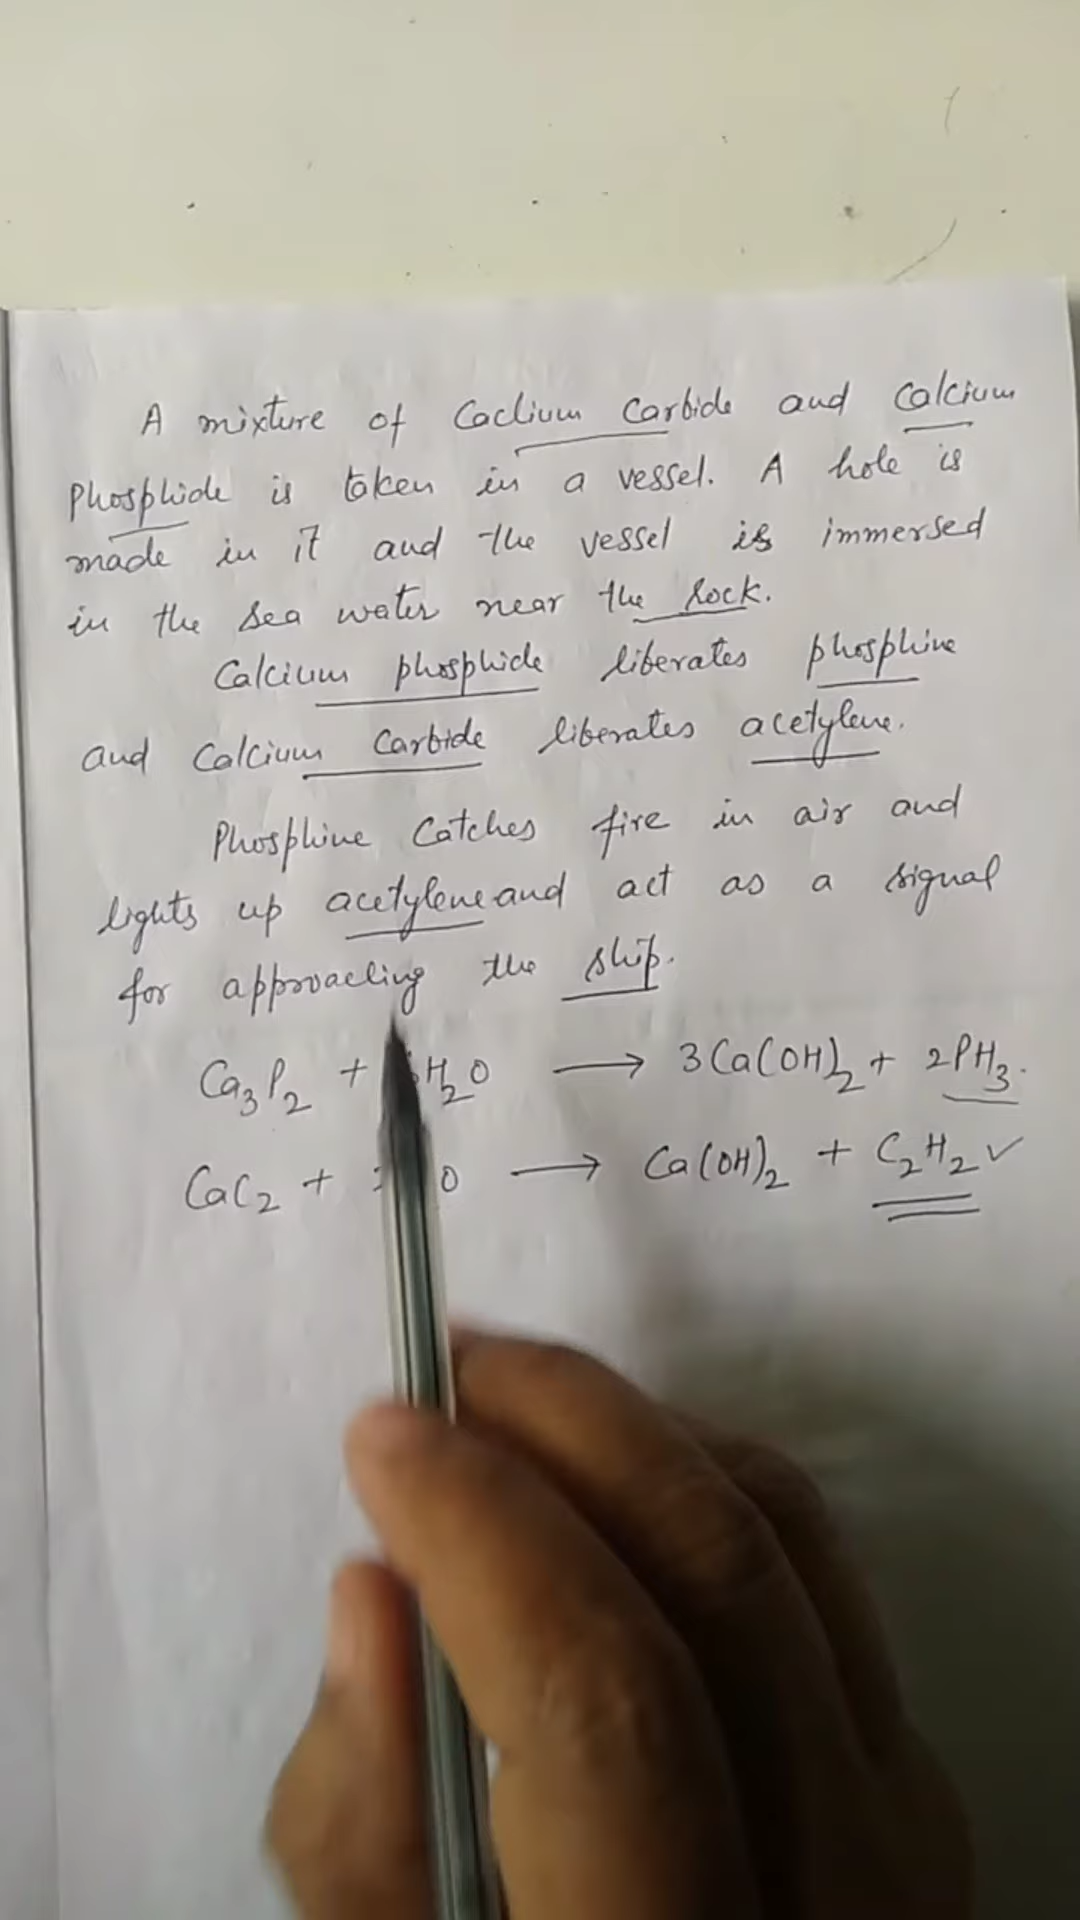 A mixture of Caclium Carbide and Calcium
Phosphide is taken in a vessel. A hole is
made in it and the vessel is immersed
in the sea water near the rock.
Calcium phosphide liberates phosphine
and Calcium Carbide liberates acetylene.
Phosphine Catches fire in air and
lights up acetylene and act as a signal
for approacling the ship.
Ca3P2 + H2O → 3Ca(OH)2 + 2PH3.
CaC2 + O → Ca(OH)2 + C2H2 ✓